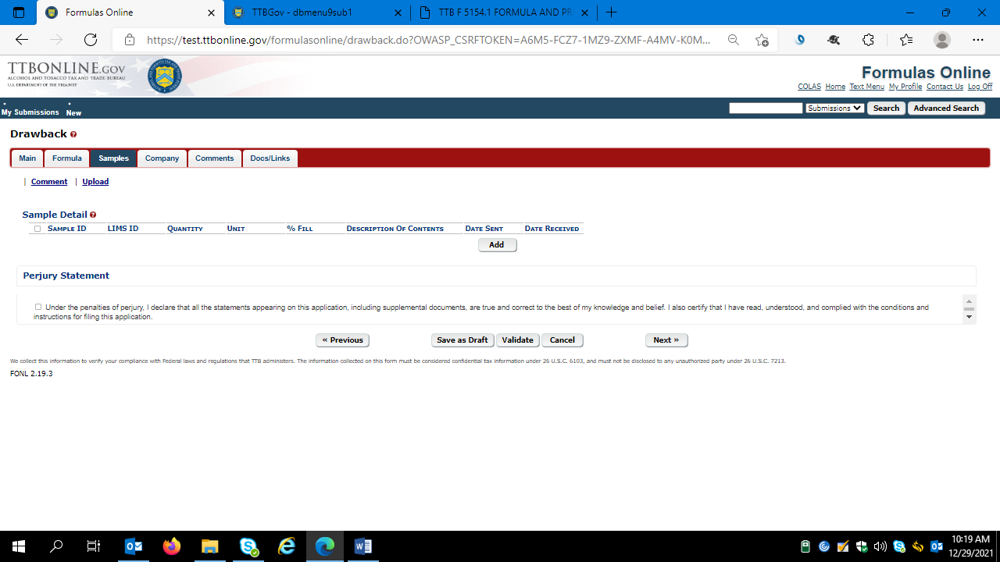 Formulas Online
TTBGov - dbmenu9sub1
TTB F 5154.1 FORMULA AND PR
https://test.ttbonline.gov/formulasonline/drawback.do?OWASP_CSRFTOKEN=A6M5-FCZ7-1MZ9-ZXMF-A4MV-K0M...
TTBONLINE.GOV
ALCOHOL AND TOBACCO TAX AND TRADE BUREAU
U.S. DEPARTMENT OF THE TREASURY
Formulas Online
COLAS Home Text Menu My Profile Contact Us Log Off
My Submissions New
Submissions Search Advanced Search
Drawback
Main Formula Samples Company Comments Docs/Links
| Comment | Upload
Sample Detail
SAMPLE ID LIMS ID QUANTITY UNIT % FILL DESCRIPTION OF CONTENTS DATE SENT DATE RECEIVED
Add
Perjury Statement
Under the penalties of perjury, I declare that all the statements appearing on this application, including supplemental documents, are true and correct to the best of my knowledge and belief. I also certify that I have read, understood, and complied with the conditions and
instructions for filing this application.
« Previous Save as Draft Validate Cancel Next »
We collect this information to verify your compliance with Federal laws and regulations that TTB administers. The information collected on this form must be considered confidential tax information under 26 U.S.C. 6103, and must not be disclosed to any unauthorized party under 26 U.S.C. 7213.
FONL 2.19.3
10:19 AM
12/29/2021